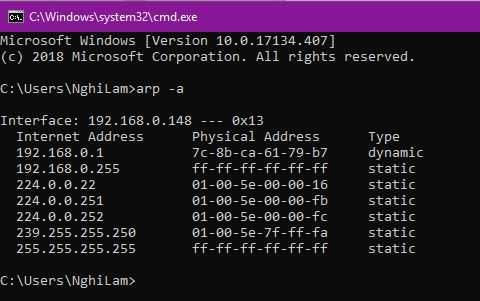 C:\Windows\system32\cmd.exe
Microsoft Windows [Version 10.0.17134.407]
(c) 2018 Microsoft Corporation. All rights reserved.
C:\Users\NghiLam>arp -a
Interface: 192.168.0.148 --- 0x13
Internet Address Physical Address Type
192.168.0.1 7c-8b-ca-61-79-b7 dynamic
192.168.0.255 ff-ff-ff-ff-ff-ff static
224.0.0.22 01-00-5e-00-00-16 static
224.0.0.251 01-00-5e-00-00-fb static
224.0.0.252 01-00-5e-00-00-fc static
239.255.255.250 01-00-5e-7f-ff-fa static
255.255.255.255 ff-ff-ff-ff-ff-ff static
C:\Users\NghiLam>